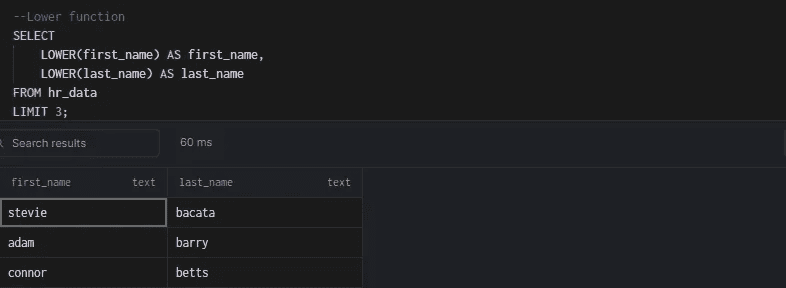 --Lower function
SELECT
LOWER(first_name) AS first_name,
LOWER(last_name) AS last_name
FROM hr_data
LIMIT 3;
Search results 60 ms
first_name text last_name text
stevie bacata
adam barry
connor betts